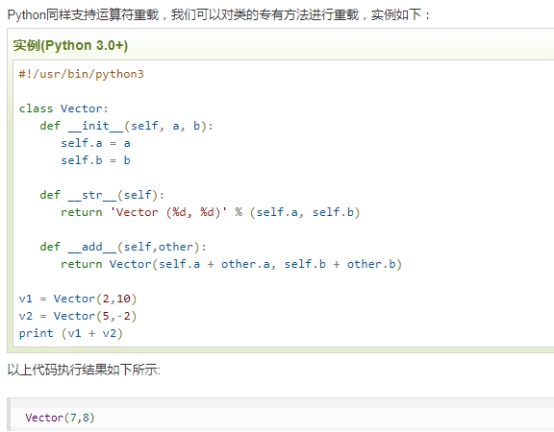 Python同样支持运算符重载，我们可以对类的专有方法进行重载，实例如下：
实例(Python 3.0+)
#!/usr/bin/python3
class Vector:
   def __init__(self, a, b):
      self.a = a
      self.b = b
   def __str__(self):
      return 'Vector (%d, %d)' % (self.a, self.b)
   def __add__(self,other):
      return Vector(self.a + other.a, self.b + other.b)
v1 = Vector(2,10)
v2 = Vector(5,-2)
print (v1 + v2)
以上代码执行结果如下所示:
Vector(7,8)